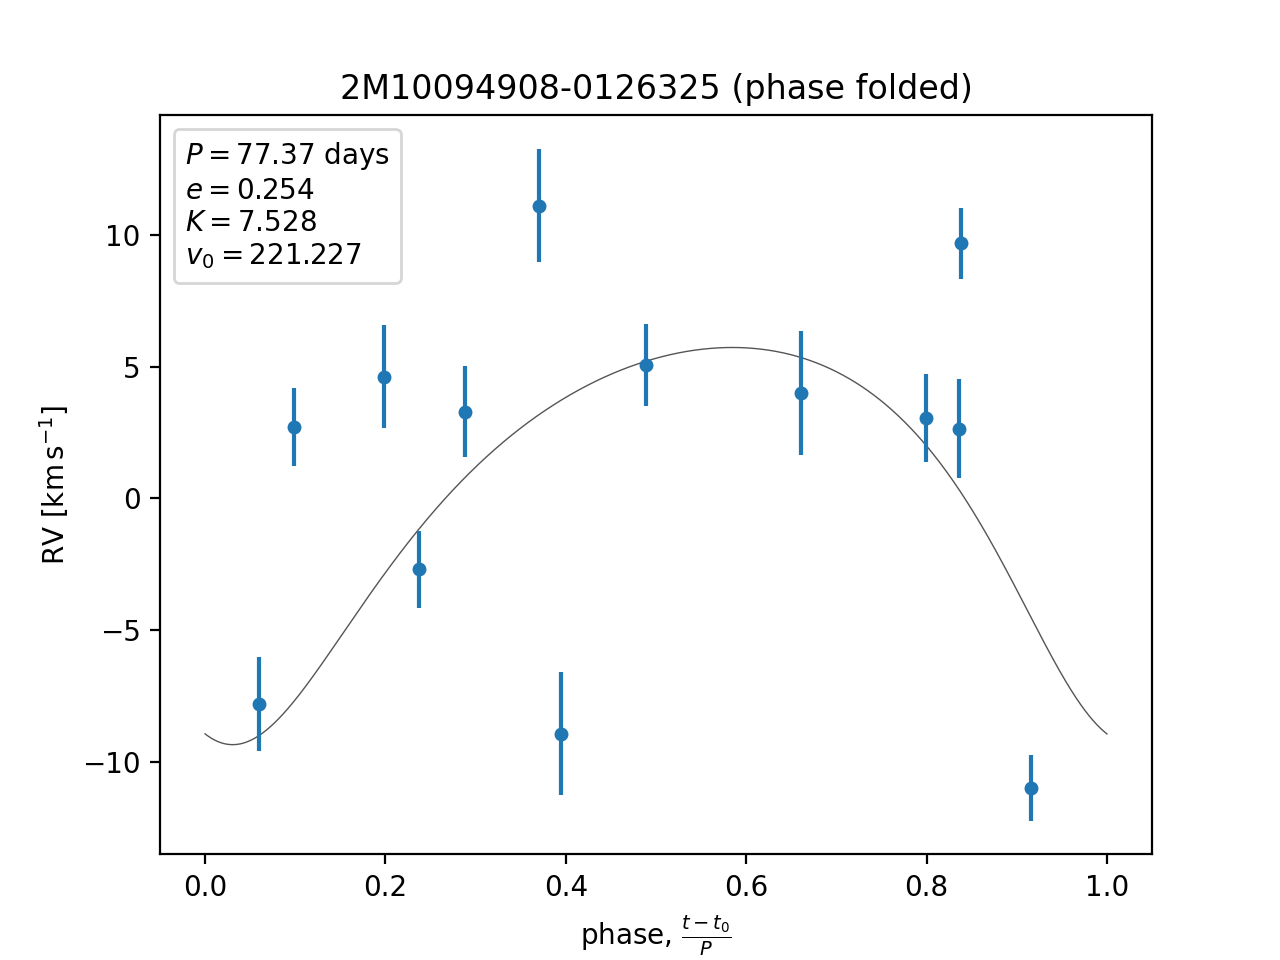 2M10094908-0126325 (phase folded)
P = 77.37 days
e = 0.254
K = 7.528
v₀ = 221.227
RV [km s⁻¹]
10
5
0
−5
−10
0.0 0.2 0.4 0.6 0.8 1.0
phase, (t − t₀)/P